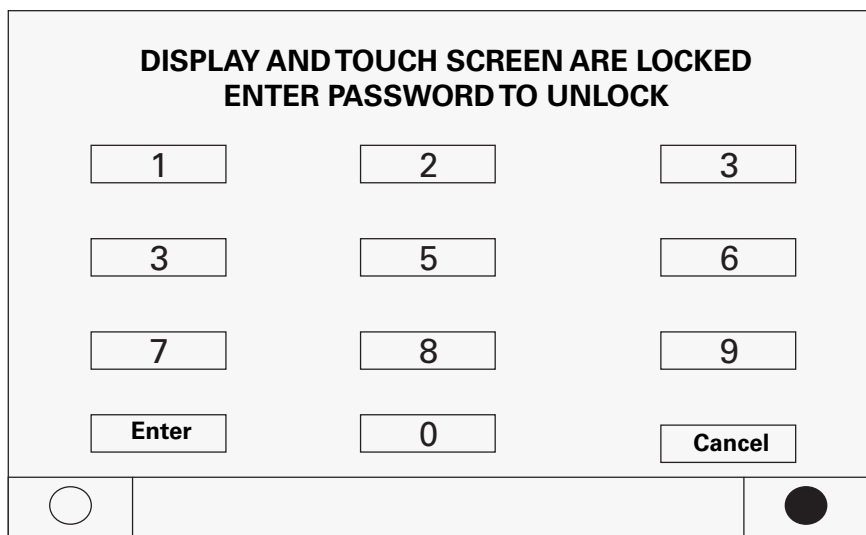 DISPLAY AND TOUCH SCREEN ARE LOCKED
ENTER PASSWORD TO UNLOCK
1 2 3
3 5 6
7 8 9
Enter 0 Cancel